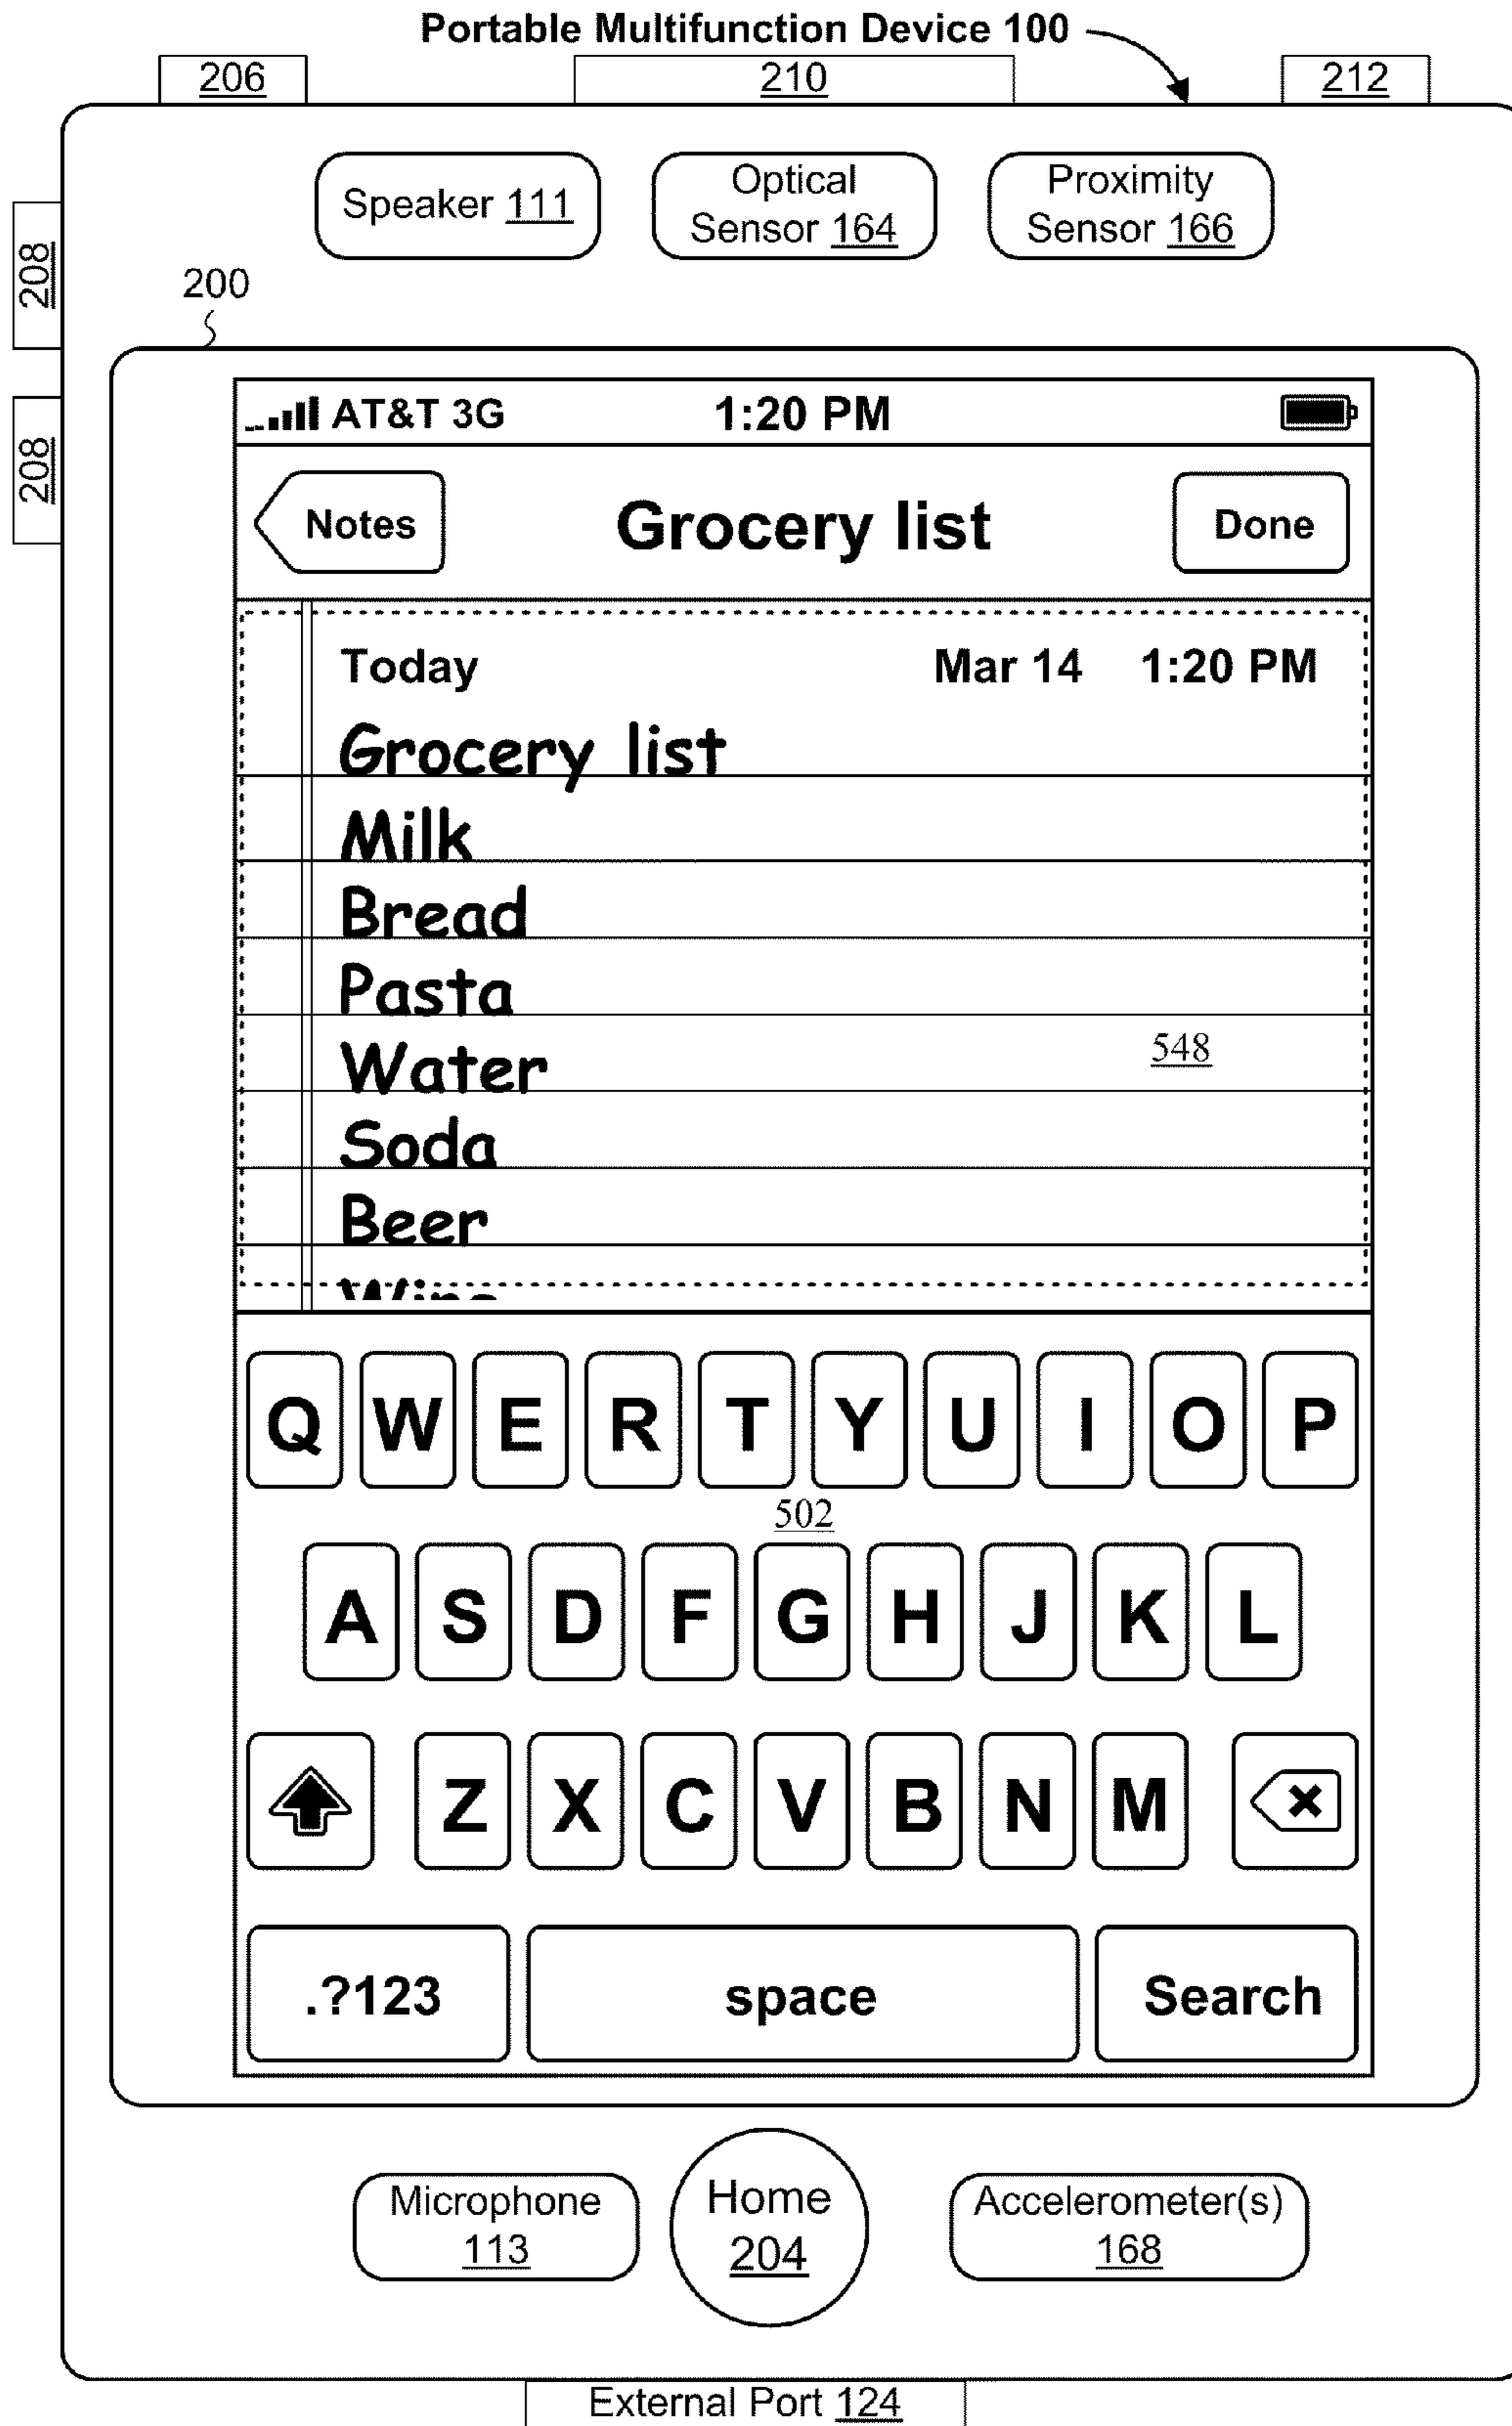 Portable Multifunction Device 100
206 210 212
Speaker 111
Optical Sensor 164
Proximity Sensor 166
208
200
208
AT&T 3G 1:20 PM
Notes Grocery list Done
Today Mar 14 1:20 PM
Grocery list
Milk
Bread
Pasta
Water
548
Soda
Beer
Q W E R T Y U I O P
502
A S D F G H J K L
Z X C V B N M
.?123 space Search
Microphone 113
Home 204
Accelerometer(s) 168
External Port 124